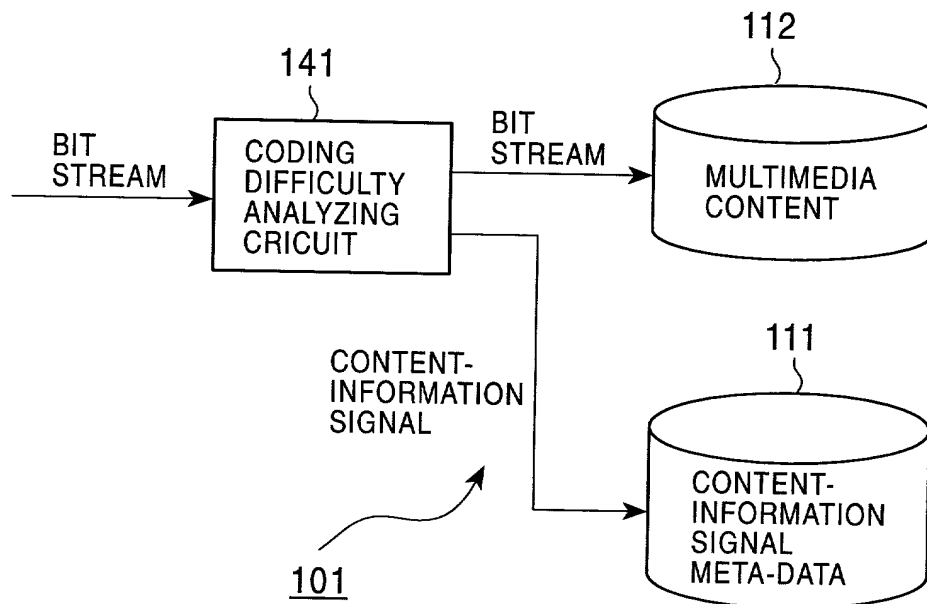 112
141
BIT
STREAM
CODING
DIFFICULTY
ANALYZING
CRICUIT
BIT
STREAM
MULTIMEDIA
CONTENT
111
CONTENT-
INFORMATION
SIGNAL
CONTENT-
INFORMATION
SIGNAL
META-DATA
101